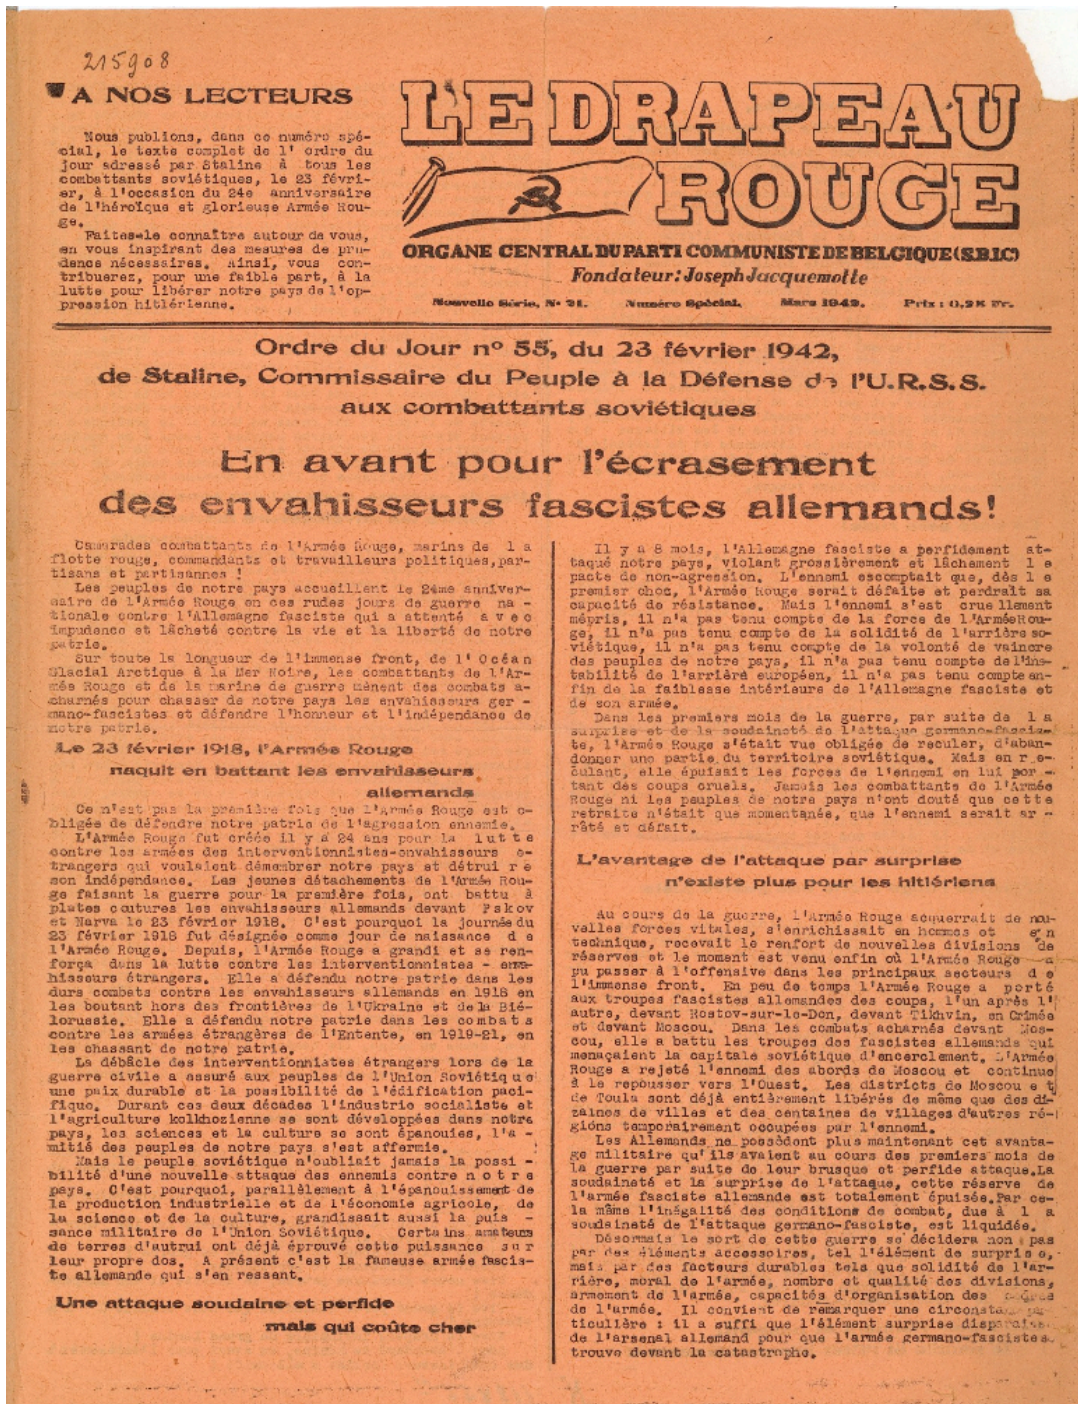 215908
A NOS LECTEURS
Nous publions, dans ce numéro spé-
cial, le texte complet de l' ordre du
jour adressé par Staline à tous les
combattants soviétiques, le 23 févri-
er, à l'occasion du 24e anniversaire
de l'héroïque et glorieuse Armée Rou-
ge.
Faites-le connaître autour de vous,
en vous inspirant des mesures de pru-
dence nécessaires. Ainsi, vous con-
tribuerez, pour une faible part, à la
lutte pour libérer notre pays de l'op-
pression hitlérienne.
LE DRAPEAU
ROUGE
ORGANE CENTRAL DU PARTI COMMUNISTE DE BELGIQUE (S.B.I.C)
Fondateur: Joseph Jacquemotte
Nouvelle Série, N° 21. Numéro Spécial. Mars 1942. Prix : 0,25 Fr.
Ordre du Jour n° 55, du 23 février 1942,
de Staline, Commissaire du Peuple à la Défense de l'U.R.S.S.
aux combattants soviétiques
En avant pour l'écrasement
des envahisseurs fascistes allemands!
Camarades combattants de l'Armée Rouge, marins de l a
flotte rouge, commandants et travailleurs politiques, par-
tisans et partisannes !
Les peuples de notre pays accueillent le 24ème anniver-
saire de l'Armée Rouge en ces rudes jours de guerre na -
tionale contre l'Allemagne fasciste qui a attenté a v e c
impudence et lâcheté contre la vie et la liberté de notre
patrie.
Sur toute la longueur de l'immense front, de l' Océan
Glacial Arctique à la Mer Noire, les combattants de l'Ar-
mée Rouge et de la marine de guerre mènent des combats a-
charnés pour chasser de notre pays les envahisseurs ger -
mano-fascistes et défendre l'honneur et l'indépendance de
notre patrie.
Le 23 février 1918, l'Armée Rouge
naquit en battant les envahisseurs
allemands
Ce n'est pas la première fois que l'Armée Rouge est o-
bligée de défendre notre patrie de l'agression ennemie.
L'Armée Rouge fut créée il y a 24 ans pour la l u t t e
contre les armées des interventionnistes-envahisseurs é-
trangers qui voulaient démembrer notre pays et détrui r e
son indépendance. Les jeunes détachements de l'Armée Rou-
ge faisant la guerre pour la première fois, ont battu à
plates coutures les envahisseurs allemands devant Pskov
et Narva le 23 février 1918. C'est pourquoi la journée du
23 février 1918 fut désignée comme jour de naissance d e
l'Armée Rouge. Depuis, l'Armée Rouge a grandi et se ren-
força dans la lutte contre les interventionnistes - enva-
hisseurs étrangers. Elle a défendu notre patrie dans les
durs combats contre les envahisseurs allemands en 1918 en
les boutant hors des frontières de l'Ukraine et de la Bié-
lorussie. Elle a défendu notre patrie dans les combats
contre les armées étrangères de l'Entente, en 1919-21, en
les chassant de notre patrie.
La débâcle des interventionnistes étrangers lors de la
guerre civile a assuré aux peuples de l'Union Soviétique
une paix durable et la possibilité de l'édification paci-
fique. Durant ces deux décades l'industrie socialiste et
l'agriculture kolkhozienne se sont développées dans notre
pays, les sciences et la culture se sont épanouies, l'a -
mitié des peuples de notre pays s'est affermie.
Mais le peuple soviétique n'oubliait jamais la possi -
bilité d'une nouvelle attaque des ennemis contre n o t r e
pays. C'est pourquoi, parallèlement à l'épanouissement de
la production industrielle et de l'économie agricole, de
la science et de la culture, grandissait aussi la puis -
sance militaire de l'Union Soviétique. Certains amateurs
de terres d'autrui ont déjà éprouvé cette puissance s u r
leur propre dos. A présent c'est la fameuse armée fascis-
te allemande qui s'en ressent.
Une attaque soudaine et perfide
mais qui coûte cher
Il y a 8 mois, l'Allemagne fasciste a perfidement at-
taqué notre pays, violant grossièrement et lâchement l e
pacte de non-agression. L'ennemi escomptait que, dès l e
premier choc, l'Armée Rouge serait défaite et perdrait sa
capacité de résistance. Mais l'ennemi s'est crue llement
mépris, il n'a pas tenu compte de la force de l'Armée Rou-
ge, il n'a pas tenu compte de la solidité de l'arrière so-
viétique, il n'a pas tenu compte de la volonté de vaincre
des peuples de notre pays, il n'a pas tenu compte de l'ins-
tabilité de l'arrière européen, il n'a pas tenu compte en-
fin de la faiblesse intérieure de l'Allemagne fasciste et
de son armée.
Dans les premiers mois de la guerre, par suite de l a
surprise et de la soudaineté de l'attaque germano-fascis-
te, l'Armée Rouge s'était vue obligée de reculer, d'aban-
donner une partie du territoire soviétique. Mais en r e-
culant, elle épuisait les forces de l'ennemi en lui por -
tant des coups cruels. Jamais les combattants de l'Armée
Rouge ni les peuples de notre pays n'ont douté que cette
retraite n'était que momentanée, que l'ennemi serait ar -
rêté et défait.
L'avantage de l'attaque par surprise
n'existe plus pour les hitlériens
Au cours de la guerre, l'Armée Rouge acquerrait de nou-
velles forces vitales, s'enrichissait en hommes et e n
technique, recevait le renfort de nouvelles divisions de
réserves et le moment est venu enfin où l'Armée Rouge a
pu passer à l'offensive dans les principaux secteurs d e
l'immense front. En peu de temps l'Armée Rouge a porté
aux troupes fascistes allemandes des coups, l'un après l'
autre, devant Rostov-sur-le-Don, devant Tikhvin, en Crimée
et devant Moscou. Dans les combats acharnés devant Mos-
cou, elle a battu les troupes des fascistes allemands qui
menaçaient la capitale soviétique d'encerclement. L'Armée
Rouge a rejeté l'ennemi des abords de Moscou et continue
à le repousser vers l'Ouest. Les districts de Moscou e t
de Toula sont déjà entièrement libérés de même que des di-
zaines de villes et des centaines de villages d'autres ré-
gions temporairement occupées par l'ennemi.
Les Allemands ne possèdent plus maintenant cet avanta-
ge militaire qu'ils avaient au cours des premiers mois de
la guerre par suite de leur brusque et perfide attaque. La
soudaineté et la surprise de l'attaque, cette réserve de
l'armée fasciste allemande est totalement épuisée. Par ce-
la même l'inégalité des conditions de combat, due à l a
soudaineté de l'attaque germano-fasciste, est liquidée.
Désormais le sort de cette guerre se décidera non pas
par des éléments accessoires, tel l'élément de surpris e,
mais par des facteurs durables tels que solidité de l'ar-
rière, moral de l'armée, nombre et qualité des divisions,
armement de l'armée, capacités d'organisation des
de l'armée. Il convient de remarquer une
ticulière : il a suffi que l'élément surprise
de l'arsenal allemand pour que l'armée germano-fasciste
trouve devant la catastrophe.